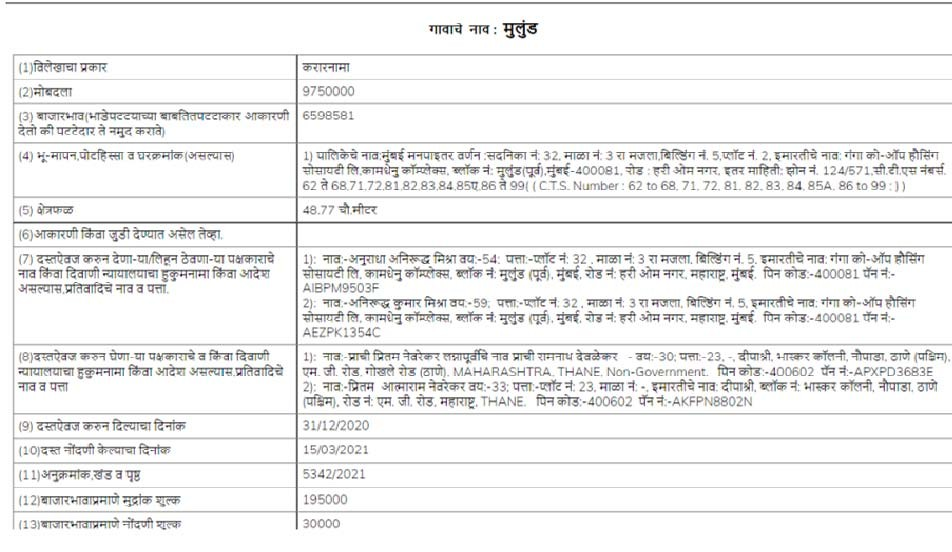 गावाचे नाव : मुलुंड
(1)विलेखाचा प्रकार
करारनामा
(2)मोबदला
9750000
(3) बाजारभाव(भाडेपटटयाच्या बाबतितपटटाकार आकारणी
देतो की पटटेदार ते नमुद करावे)
6598581
(4) भू-मापन,पोटहिस्सा व घरक्रमांक(असल्यास)
1) पालिकेचे नाव:मुंबई मनपाइतर वर्णन :सदनिका नं: 32, माळा नं: 3 रा मजला,बिल्डिंग नं. 5,प्लॉट नं. 2, इमारतीचे नाव: गंगा को-ऑप हौसिंग
सोसायटी लि,कामधेनु कॉम्प्लेक्स, ब्लॉक नं: मुलुंड(पूर्व),मुंबई-400081, रोड : हरी ओम नगर, इतर माहिती: झोन नं. 124/571,सी.टी.एस नंबर्स.
62 ते 68,71,72,81,82,83,84,85ए,86 ते 99( ( C.T.S. Number : 62 to 68, 71, 72, 81, 82, 83, 84, 85A, 86 to 99 ; ) )
(5) क्षेत्रफळ
48.77 चौ.मीटर
(6)आकारणी किंवा जुडी देण्यात असेल तेव्हा.
(7) दस्तऐवज करुन देणा-या/लिहून ठेवणा-या पक्षकाराचे
नाव किंवा दिवाणी न्यायालयाचा हुकुमनामा किंवा आदेश
असल्यास,प्रतिवादिचे नाव व पत्ता.
1): नाव:-अनुराधा अनिरूद्ध मिश्रा वय:-54; पत्ता:-प्लॉट नं: 32 , माळा नं: 3 रा मजला, बिल्डिंग नं. 5, इमारतीचे नाव: गंगा को-ऑप हौसिंग
सोसायटी लि, कामधेनु कॉम्प्लेक्स, ब्लॉक नं: मुलुंड (पूर्व), मुंबई, रोड नं: हरी ओम नगर, महाराष्ट्र, मुंबई. पिन कोड:-400081 पॅन नं:-
AIBPM9503F
2): नाव:-अनिरूद्ध कुमार मिश्रा वय:-59; पत्ता:-प्लॉट नं: 32 , माळा नं: 3 रा मजला, बिल्डिंग नं. 5, इमारतीचे नाव: गंगा को-ऑप हौसिंग
सोसायटी लि, कामधेनु कॉम्प्लेक्स, ब्लॉक नं: मुलुंड (पूर्व), मुंबई, रोड नं: हरी ओम नगर, महाराष्ट्र, मुंबई. पिन कोड:-400081 पॅन नं:-
AEZPK1354C
(8)दस्तऐवज करुन घेणा-या पक्षकाराचे व किंवा दिवाणी
न्यायालयाचा हुकुमनामा किंवा आदेश असल्यास,प्रतिवादिचे
नाव व पत्ता
1): नाव:-प्राची प्रितम नेवरेकर लग्नापूर्वीचे नाव प्राची रामनाथ देवळेकर - वय:-30; पत्ता:-23, -, दीपाश्री, भास्कर कॉलनी, नौपाडा, ठाणे (पश्चिम),
एम. जी. रोड, गोखले रोड (ठाणे), MAHARASHTRA, THANE, Non-Government. पिन कोड:-400602 पॅन नं:-APXPD3683E
2): नाव:-प्रितम आत्माराम नेवरेकर वय:-33; पत्ता:-प्लॉट नं: 23, माळा नं: -, इमारतीचे नाव: दीपाश्री, ब्लॉक नं: भास्कर कॉलनी, नौपाडा, ठाणे
(पश्चिम), रोड नं: एम. जी. रोड, महाराष्ट्र, THANE. पिन कोड:-400602 पॅन नं:-AKFPN8802N
(9) दस्तऐवज करुन दिल्याचा दिनांक
31/12/2020
(10)दस्त नोंदणी केल्याचा दिनांक
15/03/2021
(11)अनुक्रमांक,खंड व पृष्ठ
5342/2021
(12)बाजारभावाप्रमाणे मुद्रांक शुल्क
195000
(13)बाजारभावाप्रमाणे नोंदणी शुल्क
30000